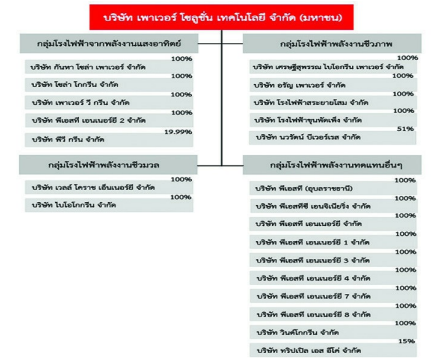 บริษัท เพาเวอร์ โซลูชั่น เทคโนโลยี จำกัด (มหาชน)
กลุ่มโรงไฟฟ้าจากพลังงานแสงอาทิตย์
100%
บริษัท กันหา โซล่า เพาเวอร์ จำกัด
100%
บริษัท โซล่า โกกรีน จำกัด
100%
บริษัท เพาเวอร์ วี กรีน จำกัด
100%
บริษัท พีเอสที เอนเนอร์ยี 2 จำกัด
19.99%
บริษัท พีวี กรีน จำกัด
กลุ่มโรงไฟฟ้าพลังงานชีวภาพ
100%
บริษัท เศรษฐีสุพรรณ ไบโอกรีน เพาเวอร์ จำกัด
100%
บริษัท อรัญ เพาเวอร์ จำกัด
100%
บริษัท โรงไฟฟ้าสระยายโสม จำกัด
100%
บริษัท โรงไฟฟ้าขุนพัดเพ็ง จำกัด
51%
บริษัท นวรัตน์ บีเวอร์เรส จำกัด
กลุ่มโรงไฟฟ้าพลังงานชีวมวล
100%
บริษัท เวลล์ โคราช เอ็นเนอร์ยี่ จำกัด
100%
บริษัท ไบโอโกกรีน จำกัด
กลุ่มโรงไฟฟ้าพลังงานทดแทนอื่นๆ
100%
บริษัท พีเอสที (อุบลราชธานี)
100%
บริษัท พีเอสทีซี เอนจิเนียริ่ง จำกัด
100%
บริษัท พีเอสที เอนเนอร์ยี่ จำกัด
100%
บริษัท พีเอสที เอนเนอร์ยี่ 1 จำกัด
100%
บริษัท พีเอสที เอนเนอร์ยี่ 3 จำกัด
100%
บริษัท พีเอสที เอนเนอร์ยี่ 4 จำกัด
100%
บริษัท พีเอสที เอนเนอร์ยี่ 7 จำกัด
100%
บริษัท พีเอสที เอนเนอร์ยี่ 8 จำกัด
100%
บริษัท วินด์โกกรีน จำกัด
15%
บริษัท ทริปเปิล เอส อีโค่ จำกัด